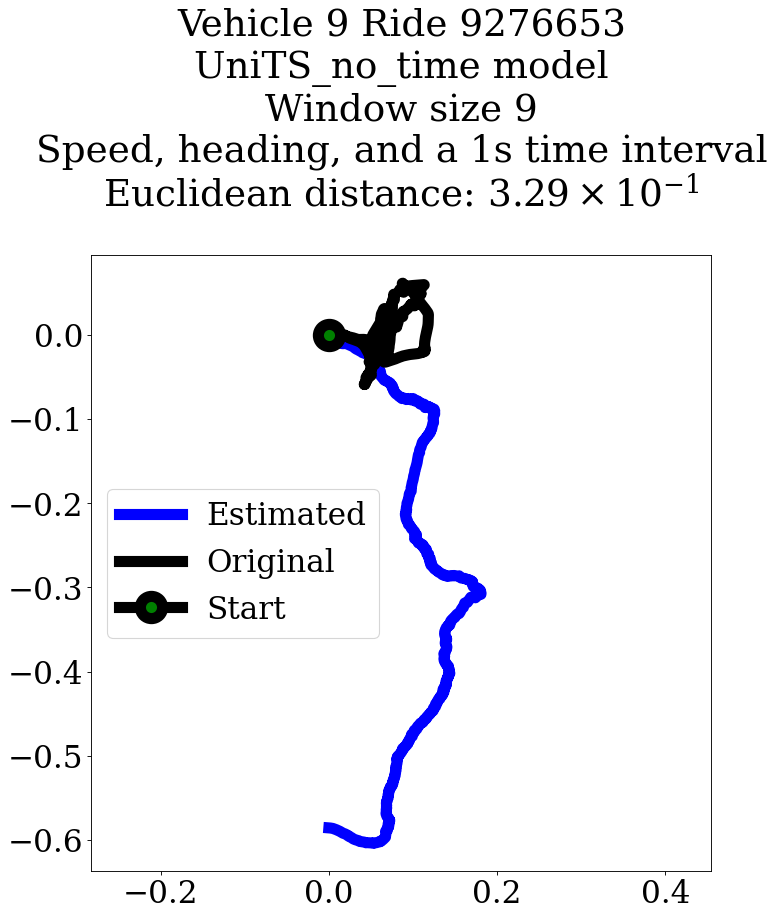 Vehicle 9 Ride 9276653
UniTS_no_time model
Window size 9
Speed, heading, and a 1s time interval
Euclidean distance: $3.29 \times 10^{-1}$
0.0
−0.1
−0.2
−0.3
−0.4
−0.5
−0.6
Estimated
Original
Start
−0.2
0.0
0.2
0.4